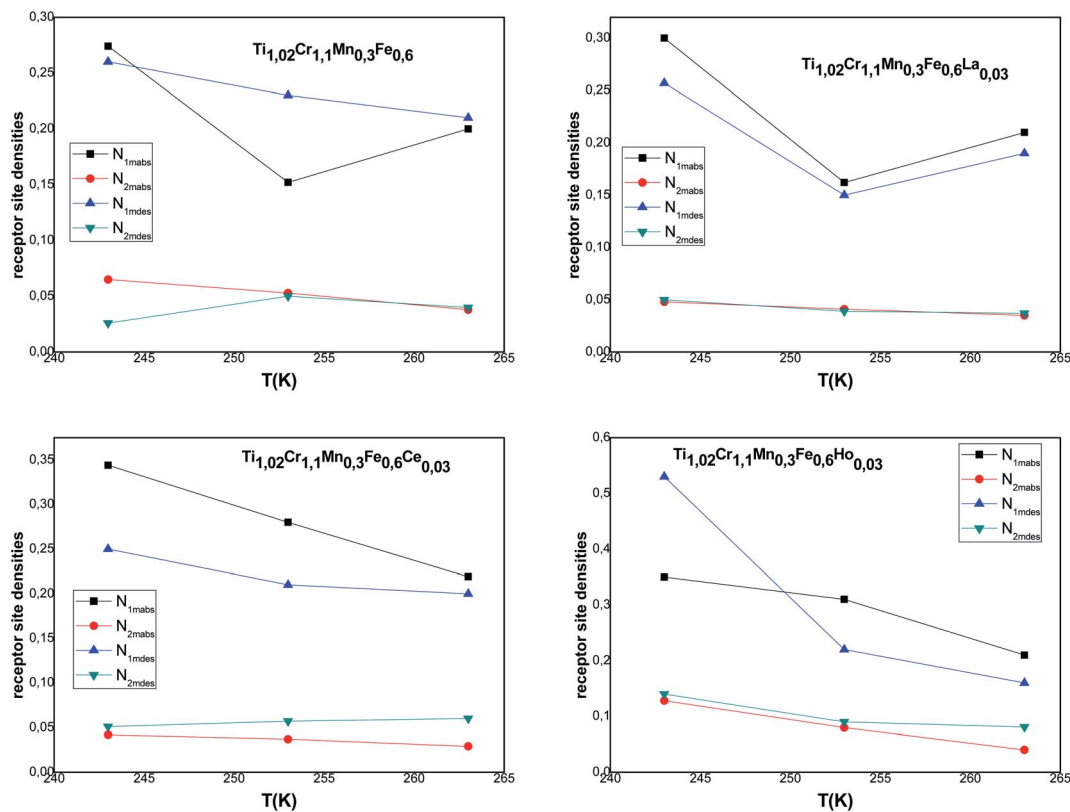 Ti1,02Cr1,1Mn0,3Fe0,6
receptor site densities
0,30
0,25
0,20
0,15
0,10
0,05
0,00
N1mabs
N2mabs
N1mdes
N2mdes
240 245 250 255 260 265
T(K)
Ti1,02Cr1,1Mn0,3Fe0,6La0,03
receptor site densities
0,30
0,25
0,20
0,15
0,10
0,05
0,00
N1mabs
N2mabs
N1mdes
N2mdes
240 245 250 255 260 265
T(K)
Ti1,02Cr1,1Mn0,3Fe0,6Ce0,03
receptor site densities
0,35
0,30
0,25
0,20
0,15
0,10
0,05
0,00
N1mabs
N2mabs
N1mdes
N2mdes
240 245 250 255 260 265
T(K)
Ti1,02Cr1,1Mn0,3Fe0,6Ho0,03
receptor site densities
0,6
0,5
0,4
0,3
0,2
0,1
0,0
N1mabs
N2mabs
N1mdes
N2mdes
240 245 250 255 260 265
T(K)